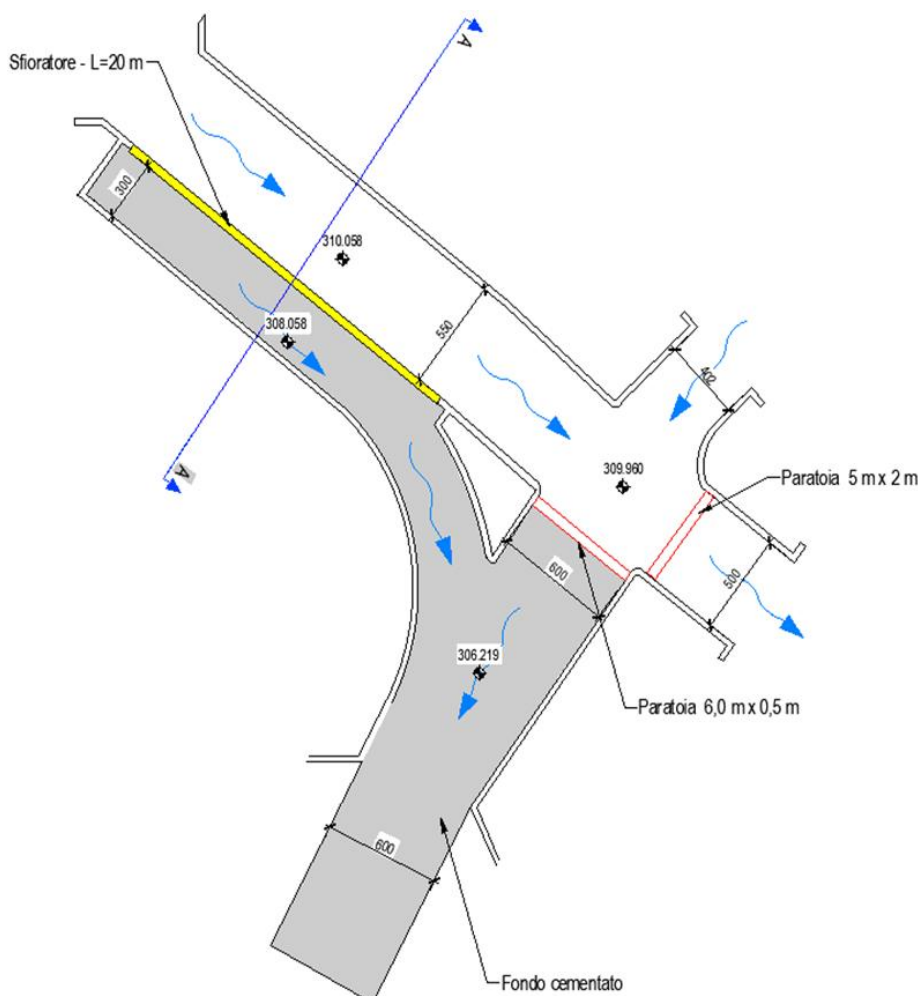 A
Sfioratore - L=20 m
300
310.058
550
308.058
402
A
309.960
Paratoia 5 m x 2 m
600
500
306.219
Paratoia 6,0 m x 0,5 m
600
Fondo cementato